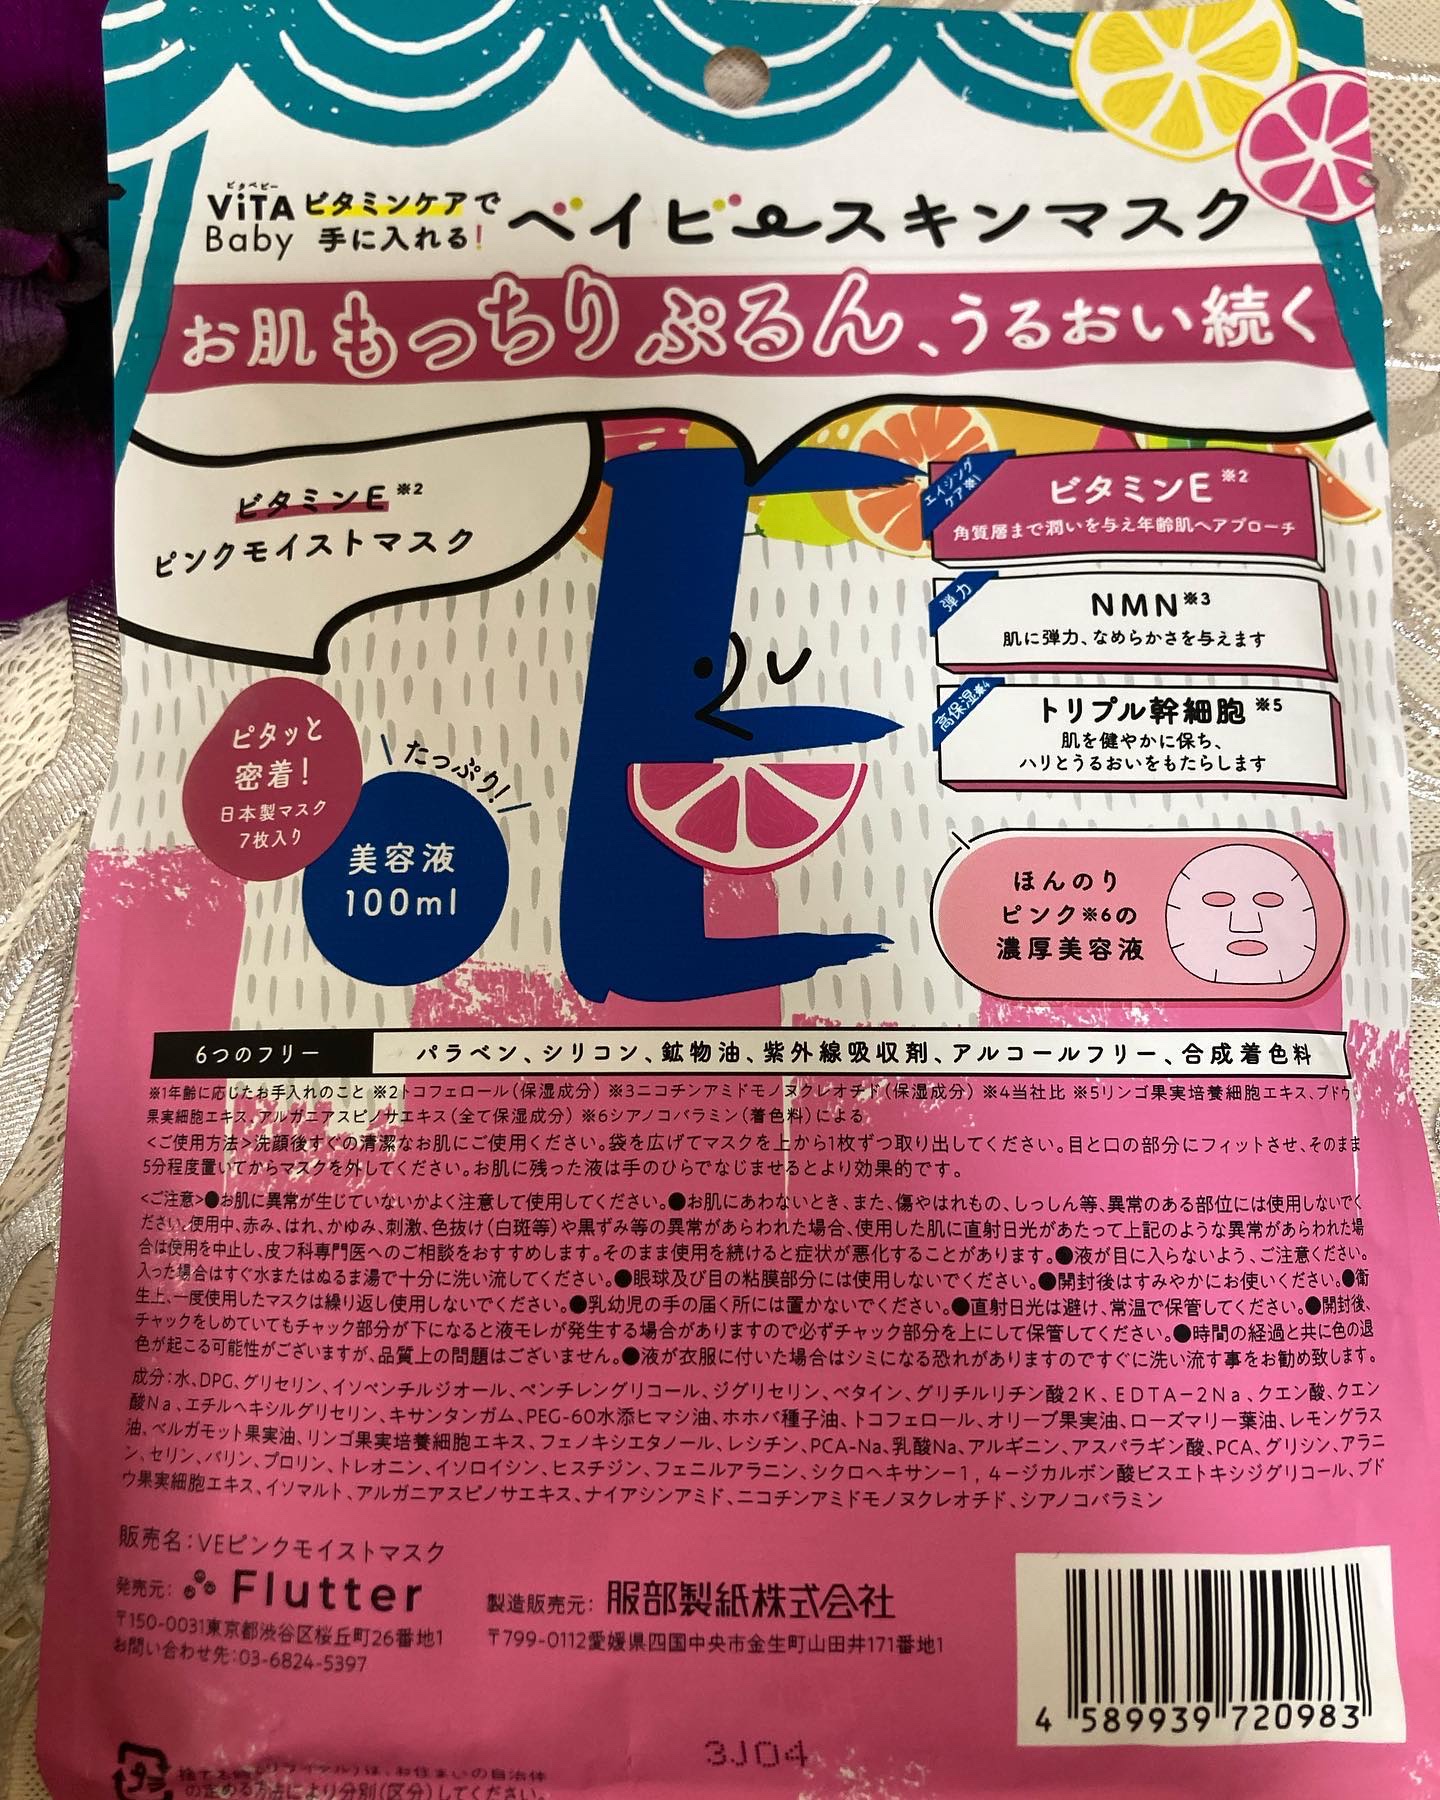 ビタベビー
ViTA Baby
ビタミンケアで
手に入れる!
ベイビースキンマスク
お肌もっちりぷるん、うるおい続く
ビタミンE※2
ピンクモイストマスク
エイジングケア※1
ビタミンE※2
角質層まで潤いを与え年齢肌へアプローチ
弾力
NMN※3
肌に弾力、なめらかさを与えます
高保湿※4
トリプル幹細胞※5
肌を健やかに保ち、
ハリとうるおいをもたらします
ピタッと
密着!
日本製マスク
7枚入り
たっぷり!
美容液
100ml
ほんのり
ピンク※6の
濃厚美容液
6つのフリー パラベン、シリコン、鉱物油、紫外線吸収剤、アルコールフリー、合成着色料
※1年齢に応じたお手入れのこと ※2トコフェロール(保湿成分) ※3ニコチンアミドモノヌクレオチド(保湿成分) ※4当社比 ※5リンゴ果実培養細胞エキス、ブドウ
果実細胞エキス、アルガニアスピノサエキス(全て保湿成分) ※6シアノコバラミン(着色料)による
<ご使用方法>洗顔後すぐの清潔なお肌にご使用ください。袋を広げてマスクを上から1枚ずつ取り出してください。目と口の部分にフィットさせ、そのまま
5分程度置いてからマスクを外してください。お肌に残った液は手のひらでなじませるとより効果的です。
<ご注意>●お肌に異常が生じていないかよく注意して使用してください。●お肌にあわないとき、また、傷やはれもの、しっしん等、異常のある部位には使用しないでく
ださい。使用中、赤み、はれ、かゆみ、刺激、色抜け(白斑等)や黒ずみ等の異常があらわれた場合、使用した肌に直射日光があたって上記のような異常があらわれた場
合は使用を中止し、皮フ科専門医へのご相談をおすすめします。そのまま使用を続けると症状が悪化することがあります。●液が目に入らないよう、ご注意ください。
入った場合はすぐ水またはぬるま湯で十分に洗い流してください。●眼球及び目の粘膜部分には使用しないでください。●開封後はすみやかにお使いください。●衛
生上、一度使用したマスクは繰り返し使用しないでください。●乳幼児の手の届く所には置かないでください。●直射日光は避け、常温で保管してください。●開封後、
チャックをしめていてもチャック部分が下になると液モレが発生する場合がありますので必ずチャック部分を上にして保管してください。●時間の経過と共に色の退
色が起こる可能性がございますが、品質上の問題はございません。●液が衣服に付いた場合はシミになる恐れがありますのですぐに洗い流す事をお勧め致します。
成分:水、DPG、グリセリン、イソペンチルジオール、ペンチレングリコール、ジグリセリン、ベタイン、グリチルリチン酸2K、EDTA-2Na、クエン酸、クエン
酸Na、エチルヘキシルグリセリン、キサンタンガム、PEG-60水添ヒマシ油、ホホバ種子油、トコフェロール、オリーブ果実油、ローズマリー葉油、レモングラス
油、ベルガモット果実油、リンゴ果実培養細胞エキス、フェノキシエタノール、レシチン、PCA-Na、乳酸Na、アルギニン、アスパラギン酸、PCA、グリシン、アラニ
ン、セリン、バリン、プロリン、トレオニン、イソロイシン、ヒスチジン、フェニルアラニン、シクロヘキサン-1,4-ジカルボン酸ビスエトキシジグリコール、ブド
ウ果実細胞エキス、イソマルト、アルガニアスピノサエキス、ナイアシンアミド、ニコチンアミドモノヌクレオチド、シアノコバラミン
販売名:VEピンクモイストマスク
発売元: Flutter
〒150-0031東京都渋谷区桜丘町26番地1
お問い合わせ先:03-6824-5397
製造販売元: 服部製紙株式会社
〒799-0112愛媛県四国中央市金生町山田井171番地1
4 589939 720983
3J04
は、お住まいの自治体
の定める方法により分別(区分)してください。